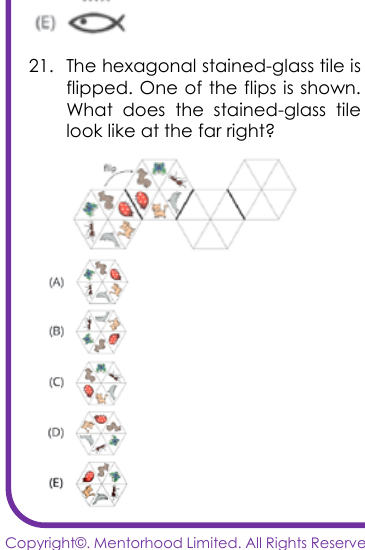 (E)
21. The hexagonal stained-glass tile is
flipped. One of the flips is shown.
What does the stained-glass tile
look like at the far right?
flip
(A)
(B)
(C)
(D)
(E)
Copyright©. Mentorhood Limited. All Rights Reserve